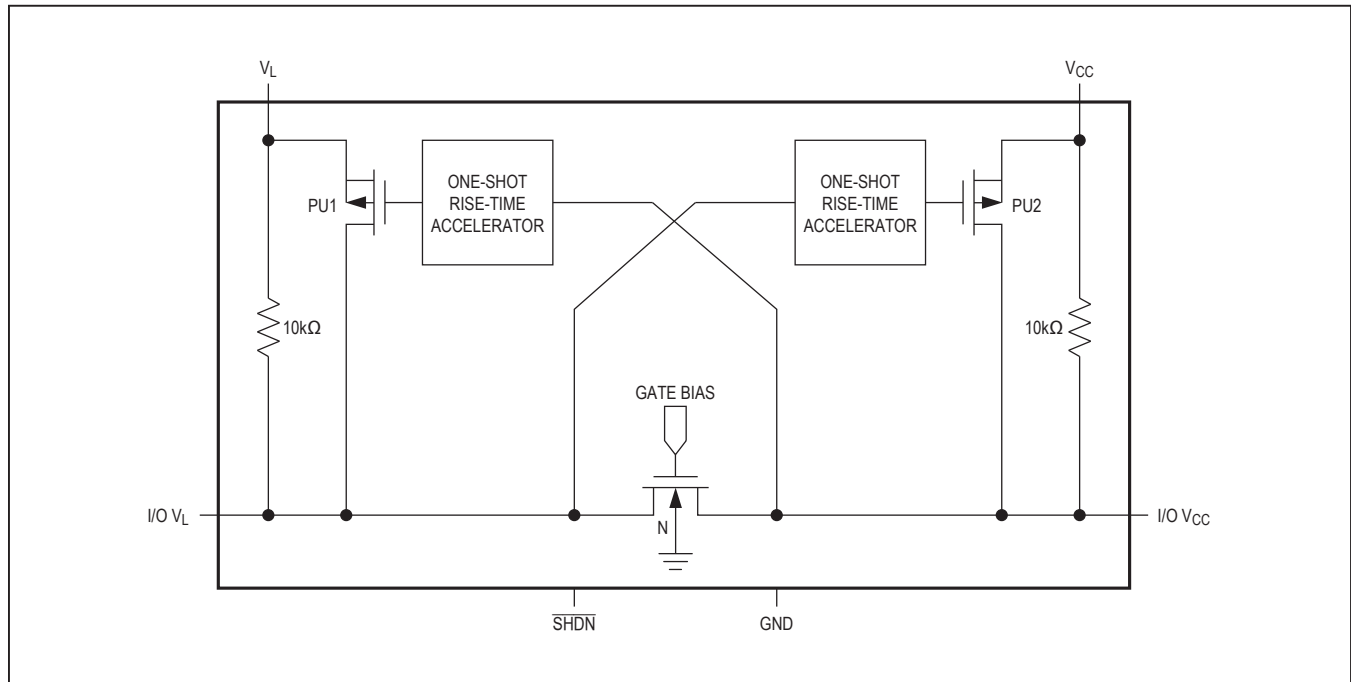 VL
VCC
ONE-SHOT
RISE-TIME
ACCELERATOR
ONE-SHOT
RISE-TIME
ACCELERATOR
PU1
PU2
10kΩ
10kΩ
GATE BIAS
I/O VL
N
I/O VCC
SHDN
GND